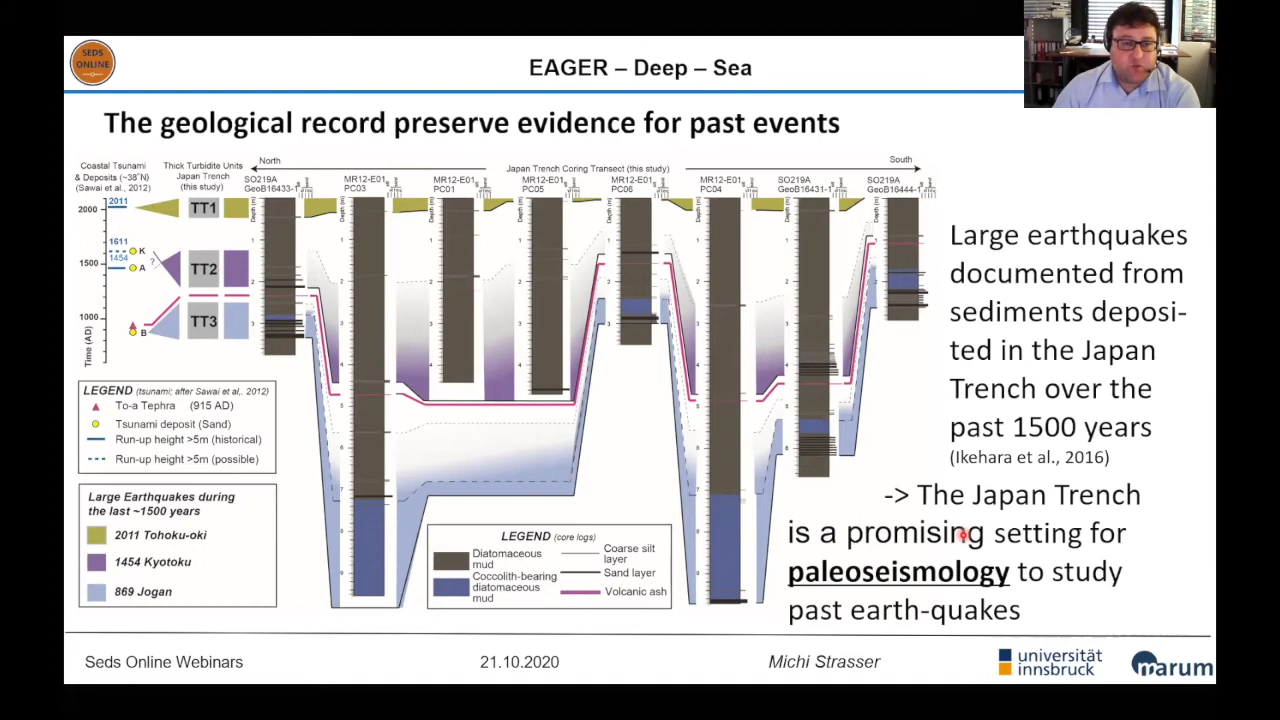 SEDS
ONLINE
EAGER – Deep – Sea
The geological record preserve evidence for past events
Coastal Tsunami
& Deposits (~38˚N)
(Sawai et al., 2012)
Thick Turbidite Units
Japan Trench
(this study)
North
Japan Trench Coring Transect (this study)
South
SO219A
GeoB16433-1
MR12-E01
PC03
MR12-E01
PC01
MR12-E01
PC05
MR12-E01
PC06
MR12-E01
PC04
SO219A
GeoB16431-1
SO219A
GeoB16444-1
Depth (m)
2011
2000
TT1
1611
K
1454
1500
A
?
TT2
1000
B
TT3
Time (AD)
LEGEND (tsunami; after Sawai et al,. 2012)
To-a Tephra (915 AD)
Tsunami deposit (Sand)
Run-up height >5m (historical)
Run-up height >5m (possible)
Large Earthquakes during
the last ~1500 years
2011 Tohoku-oki
1454 Kyotoku
869 Jogan
LEGEND (core logs)
Diatomaceous
mud
Coccolith-bearing
diatomaceous
mud
Coarse silt
layer
Sand layer
Volcanic ash
Large earthquakes
documented from
sediments deposi-
ted in the Japan
Trench over the
past 1500 years
(Ikehara et al., 2016)
-> The Japan Trench
is a promising setting for
paleoseismology to study
past earth-quakes
Seds Online Webinars
21.10.2020
Michi Strasser
universität
innsbruck
marum